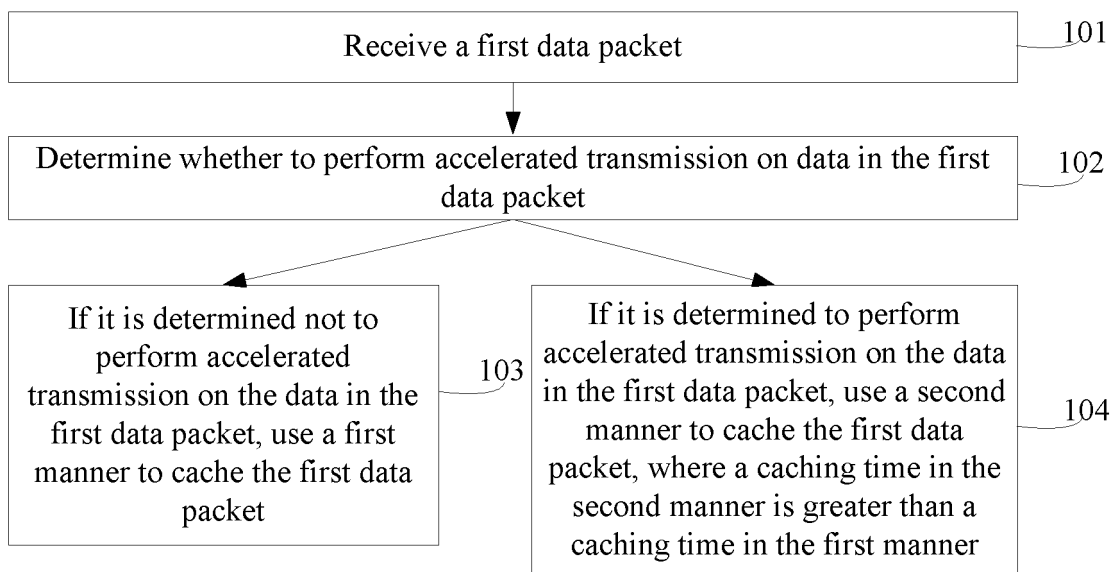 Receive a first data packet
101
Determine whether to perform accelerated transmission on data in the first
data packet
102
If it is determined not to
perform accelerated
transmission on the data in the
first data packet, use a first
manner to cache the first data
packet
103
If it is determined to perform
accelerated transmission on the data
in the first data packet, use a second
manner to cache the first data
packet, where a caching time in the
second manner is greater than a
caching time in the first manner
104